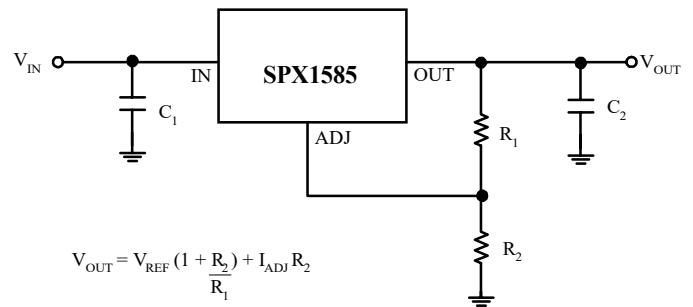 V_IN
IN
SPX1585
OUT
V_OUT
C_1
ADJ
R_1
C_2
R_2
V_OUT = V_REF (1 + R_2/R_1) + I_ADJ R_2